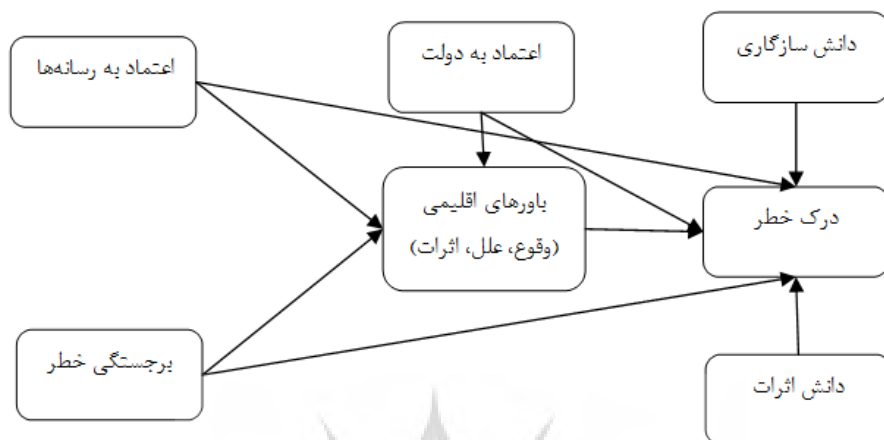 دانش سازگاری
اعتماد به دولت
اعتماد به رسانه‌ها
باورهای اقلیمی
(وقوع، علل، اثرات)
درک خطر
برجستگی خطر
دانش اثرات